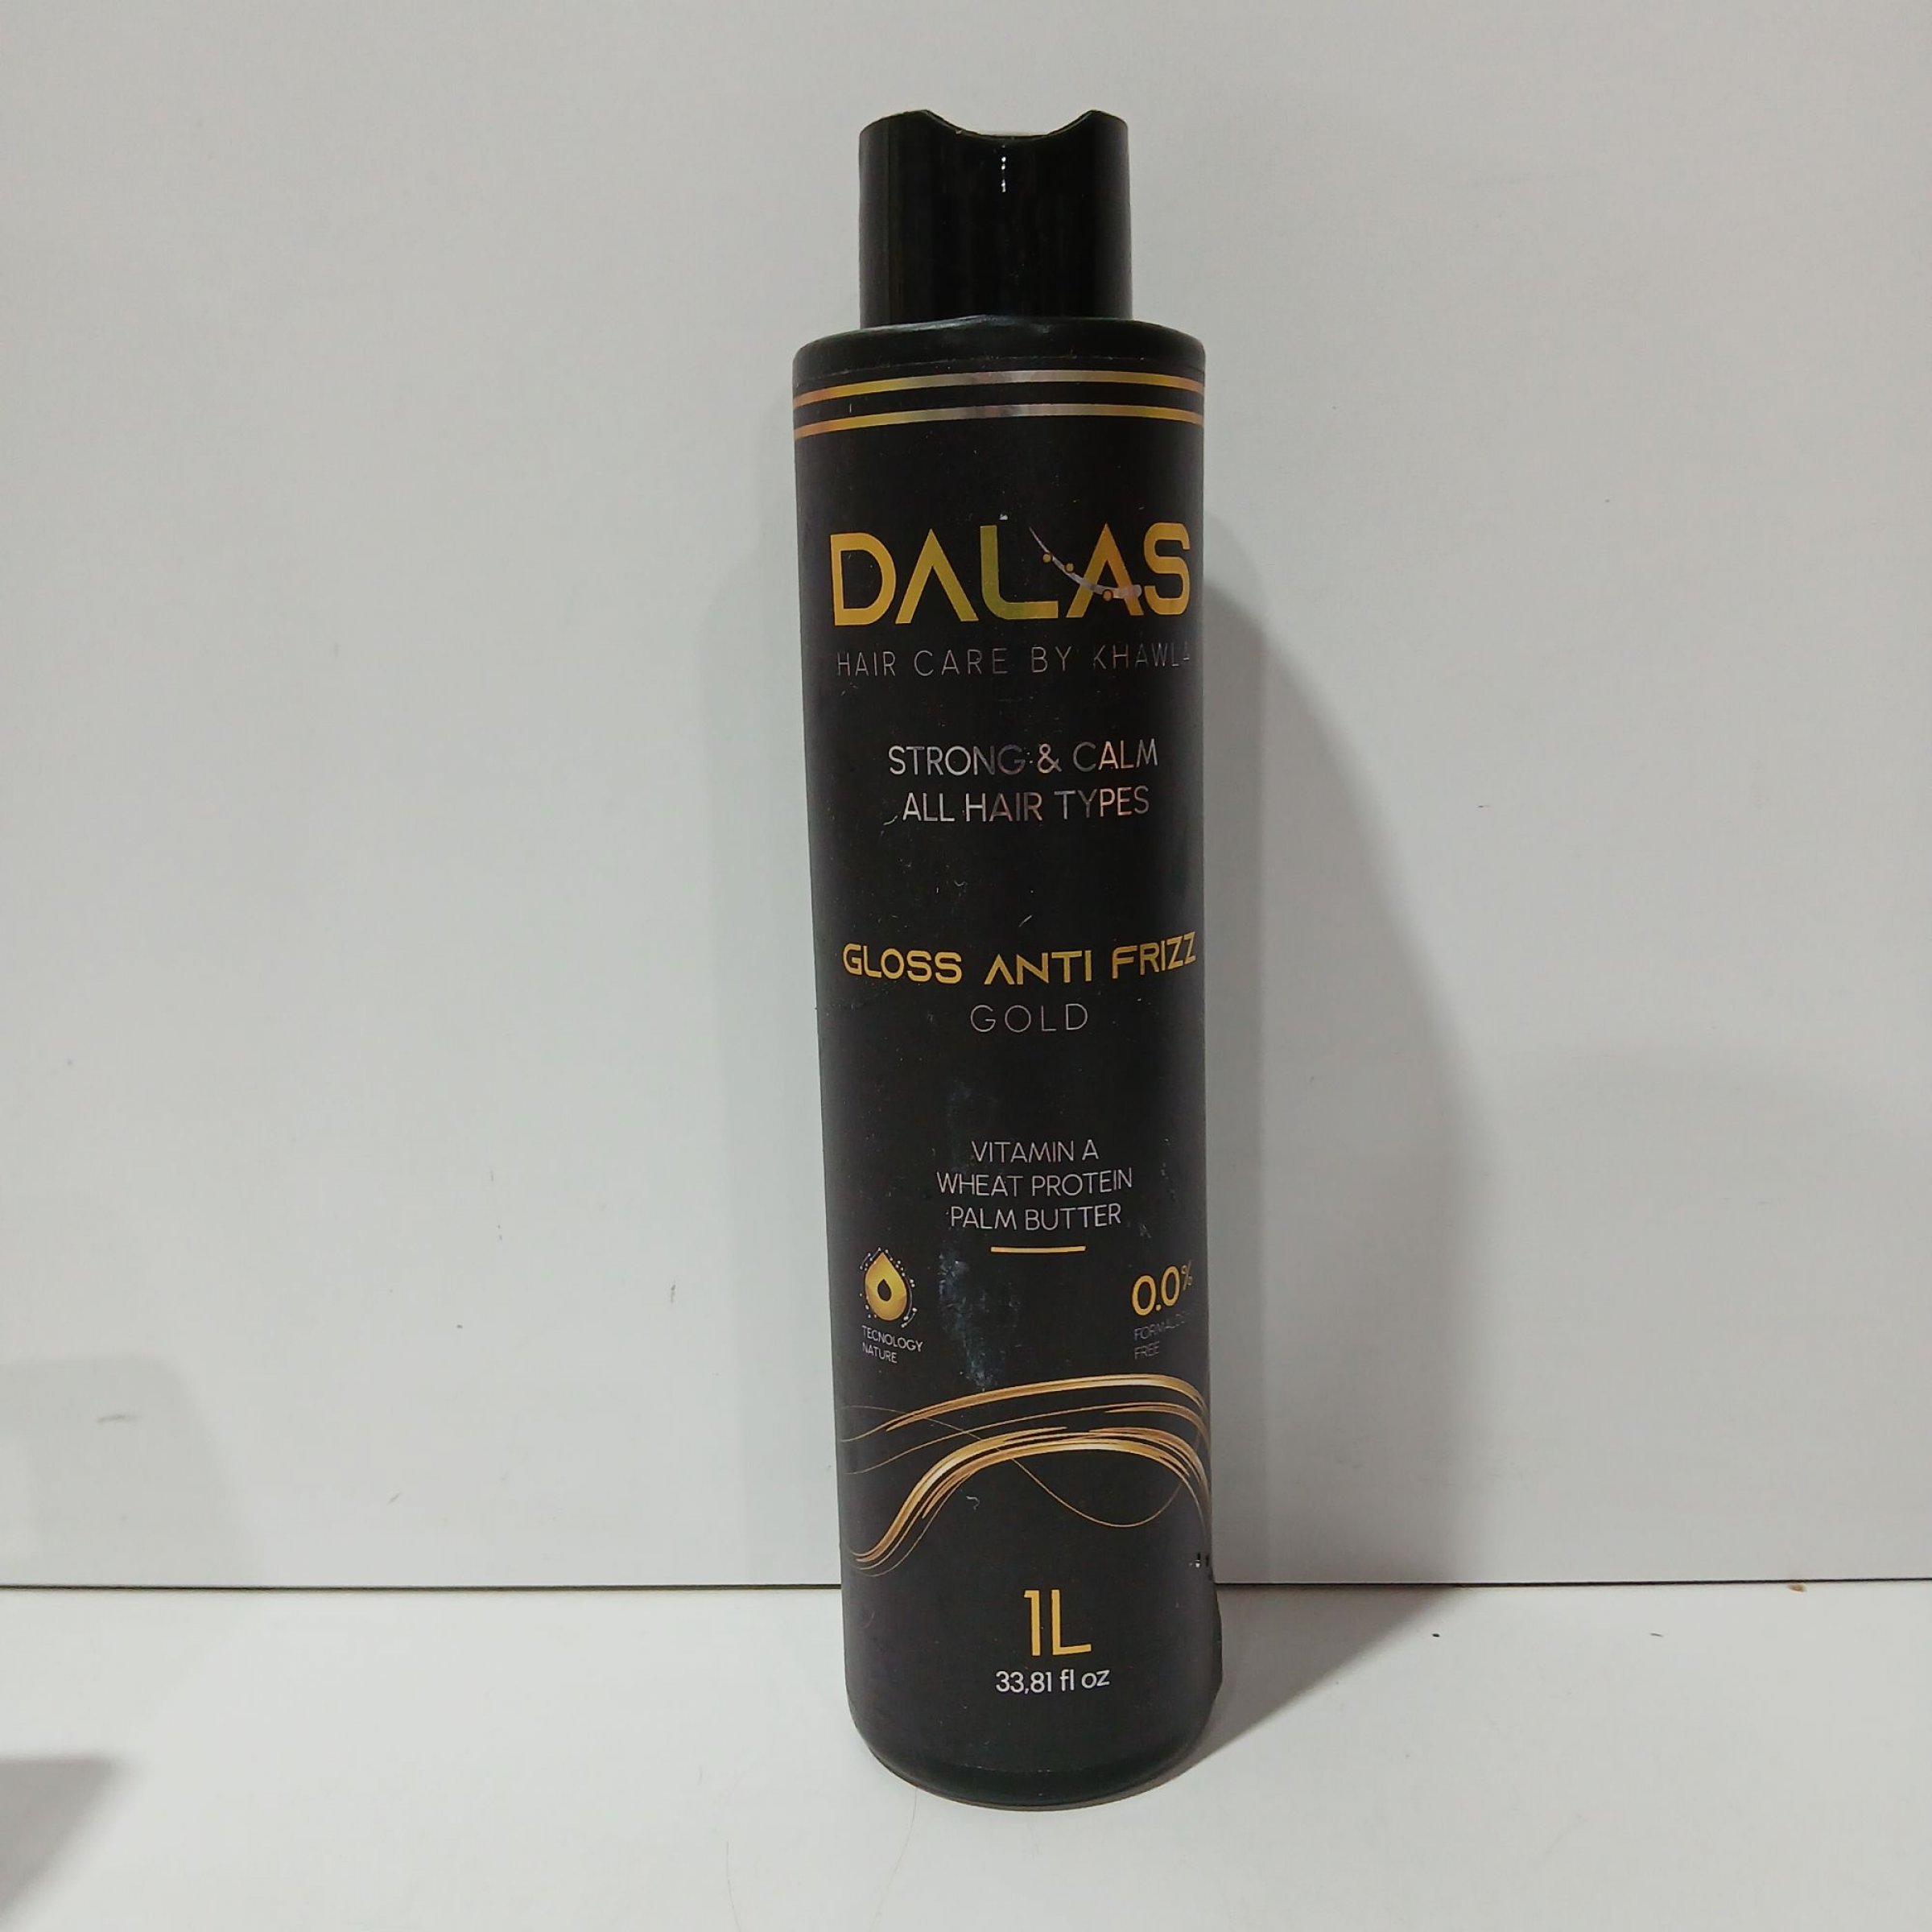 DALAS
HAIR CARE BY KHAWLA
STRONG & CALM
ALL HAIR TYPES
GLOSS ANTI FRIZZ
GOLD
VITAMIN A
WHEAT PROTEIN
PALM BUTTER
TECNOLOGY
NATURE
0.0%
FREE
1L
33,81 fl oz